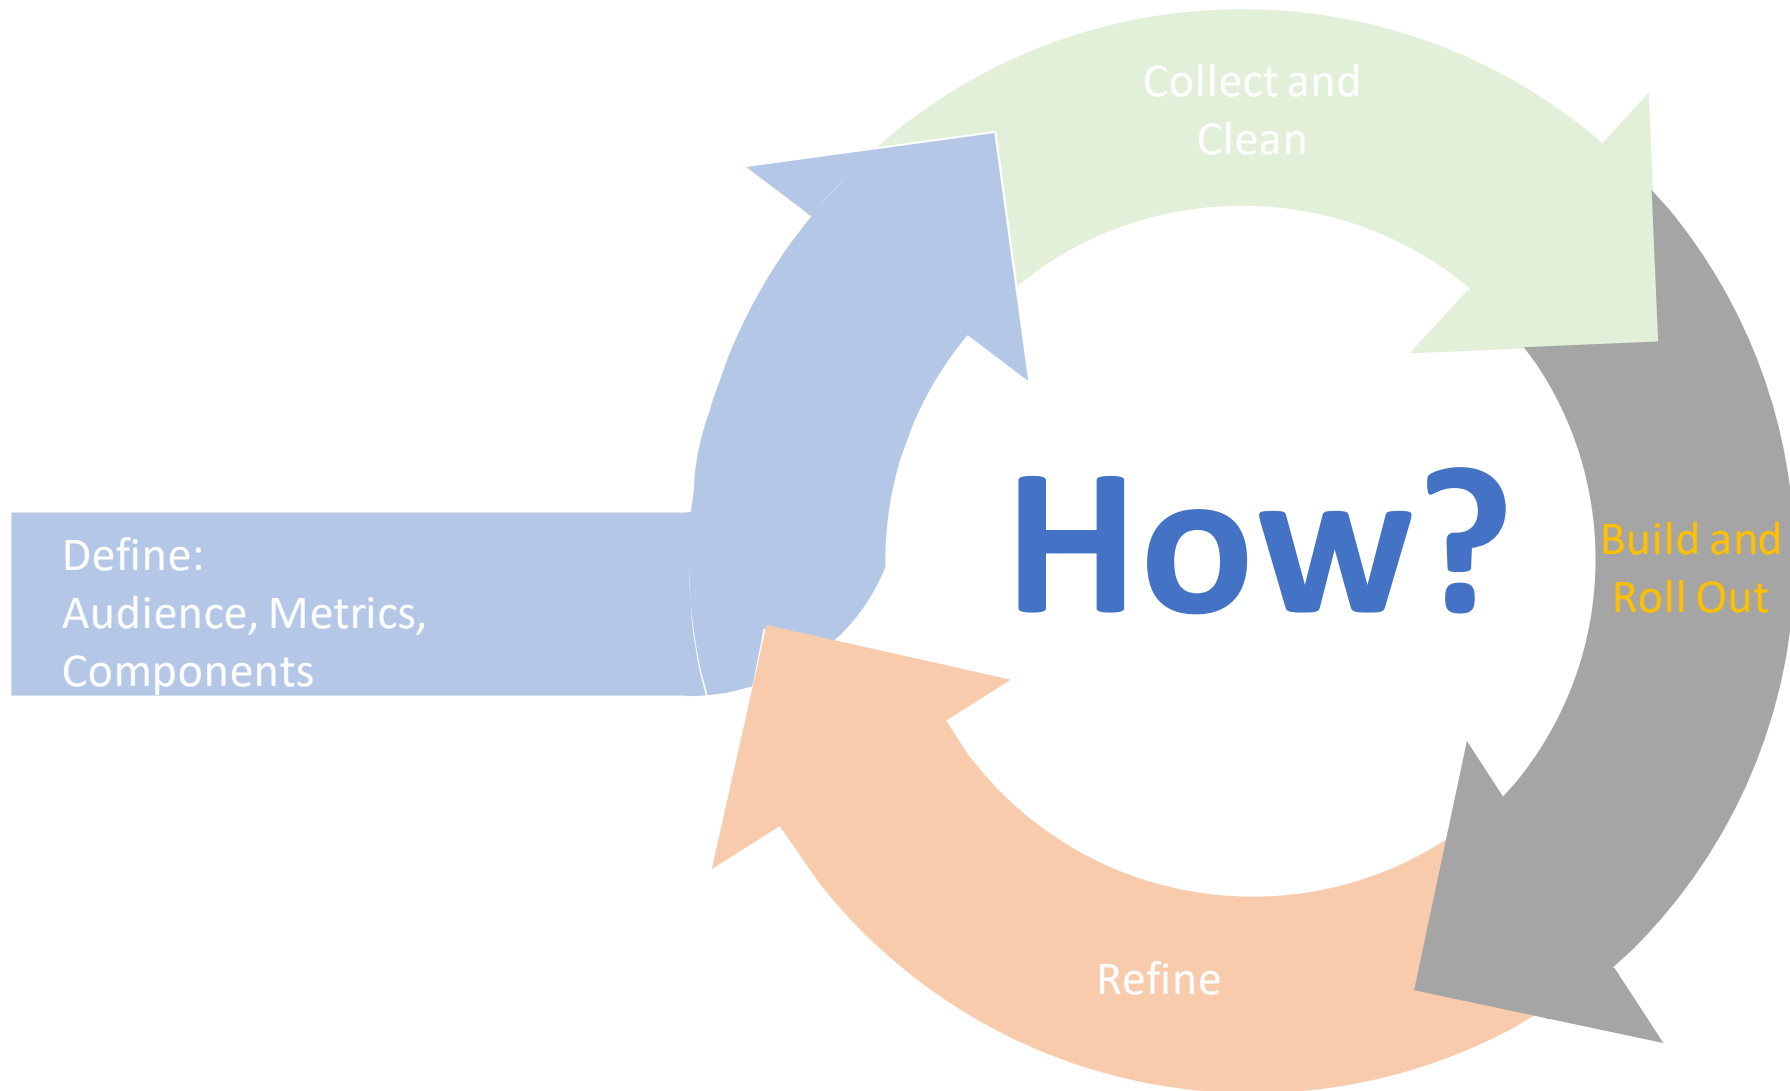 Collect and
Clean
How?
Build and
Roll Out
Define:
Audience, Metrics,
Components
Refine